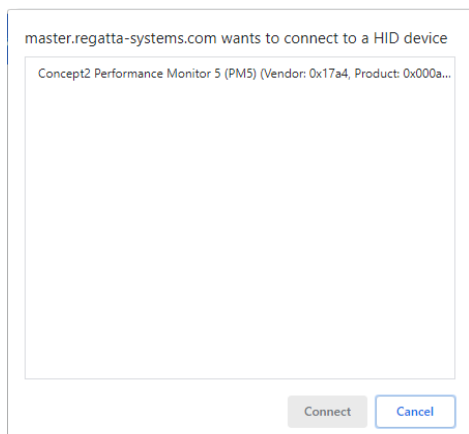 master.regatta-systems.com wants to connect to a HID device
Concept2 Performance Monitor 5 (PM5) (Vendor: 0x17a4, Product: 0x000a...
Connect
Cancel